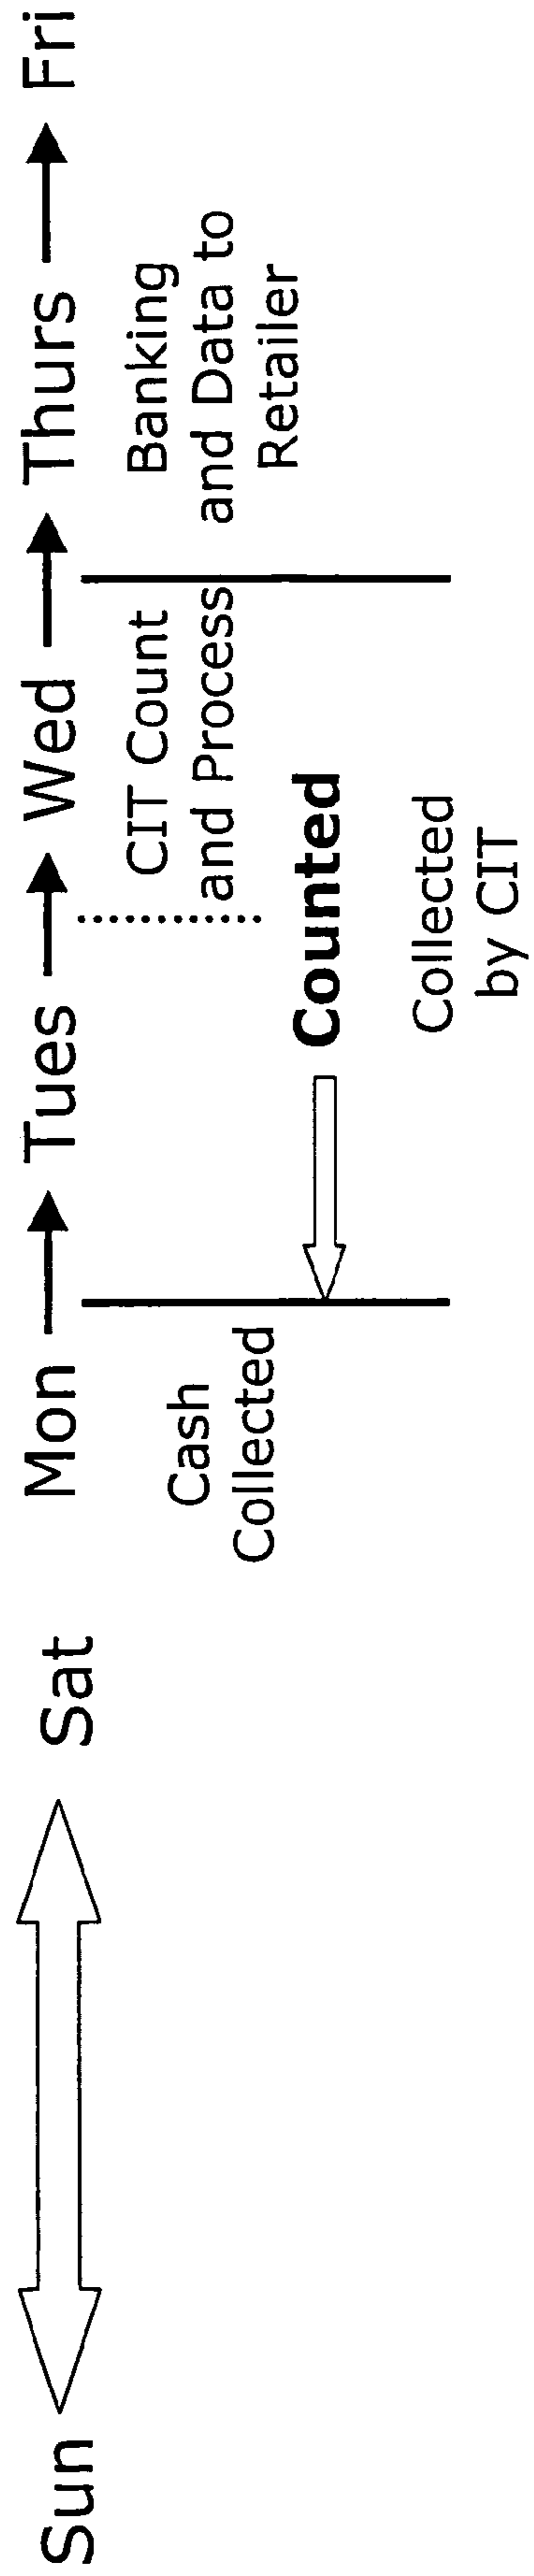 Sun Sat Mon Tues Wed Thurs Fri
Cash
Collected
CIT Count
and Process
Banking
and Data to
Retailer
Counted
Collected
by CIT